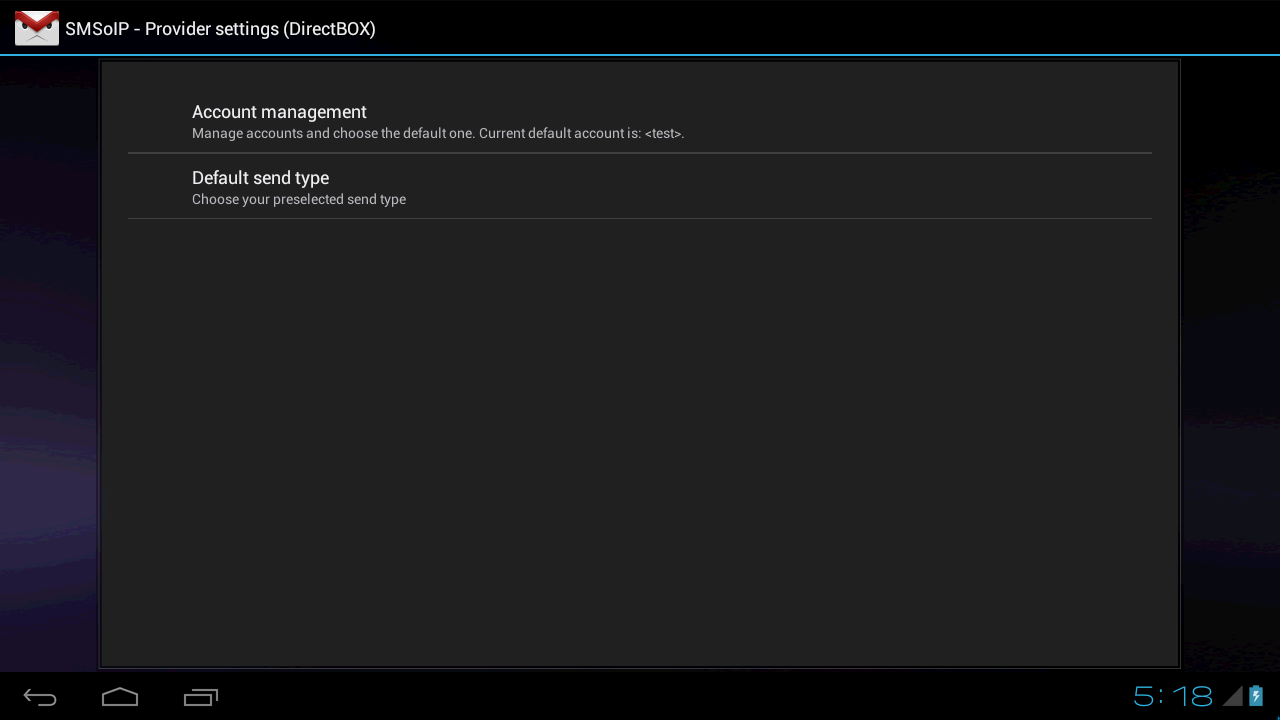 SMSoIP - Provider settings (DirectBOX)
Account management
Manage accounts and choose the default one. Current default account is: <test>.
Default send type
Choose your preselected send type
5:18